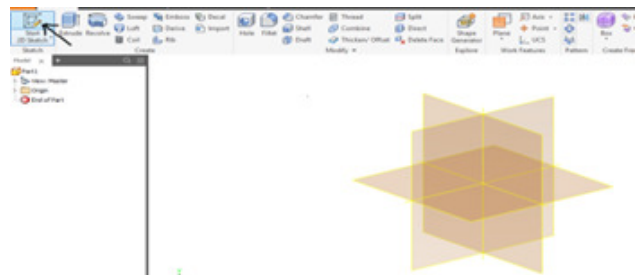 Sweep Emboss Decal Chamfer Thread Split Axis
Start Extrude Revolve Loft Derive Import Hole Fillet Shell Combine Direct Shape Plane Point Box
2D Sketch Coil Rib Draft Thicken/ Offset Delete Face Generator UCS
Sketch Create Modify Explore Work Features Pattern Create Free
Model
Part1
View: Master
Origin
End of Part